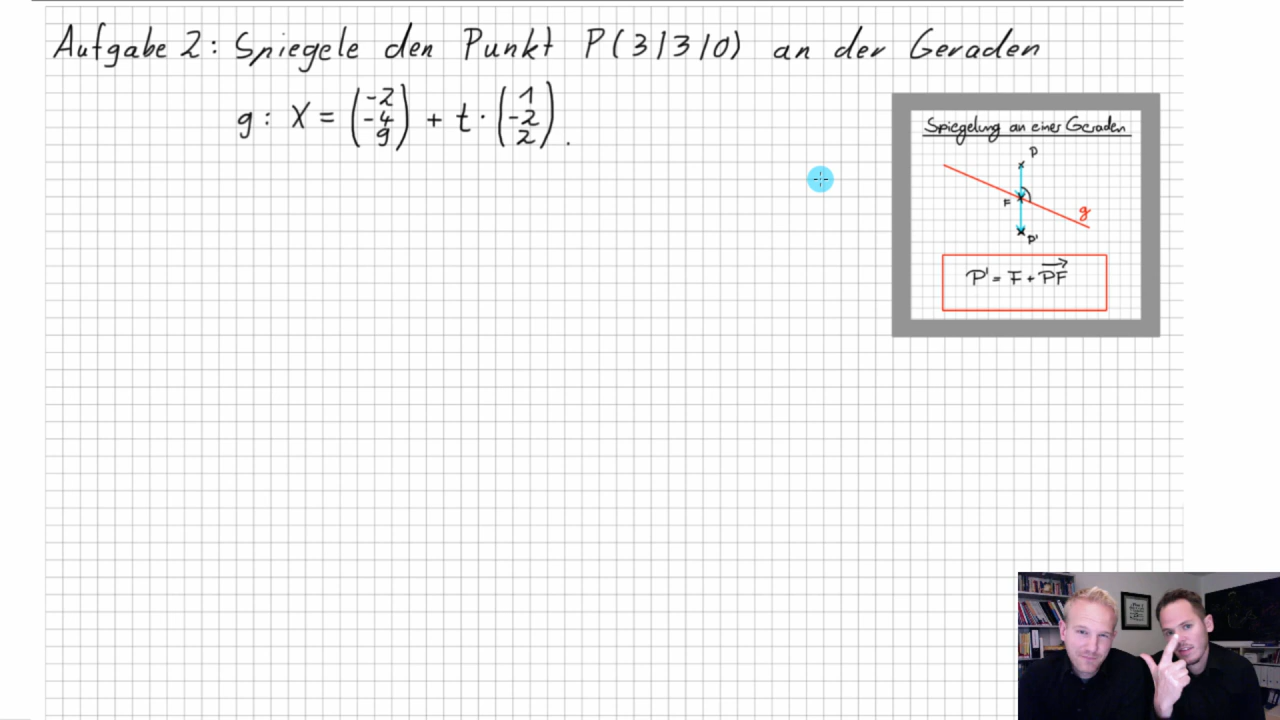 Aufgabe 2: Spiegele den Punkt P(3|3|0) an der Geraden
g: X = (-2 -4 9) + t · (1 -2 2).
Spiegelung an einer Geraden
P
F
g
P'
P' = F + PF